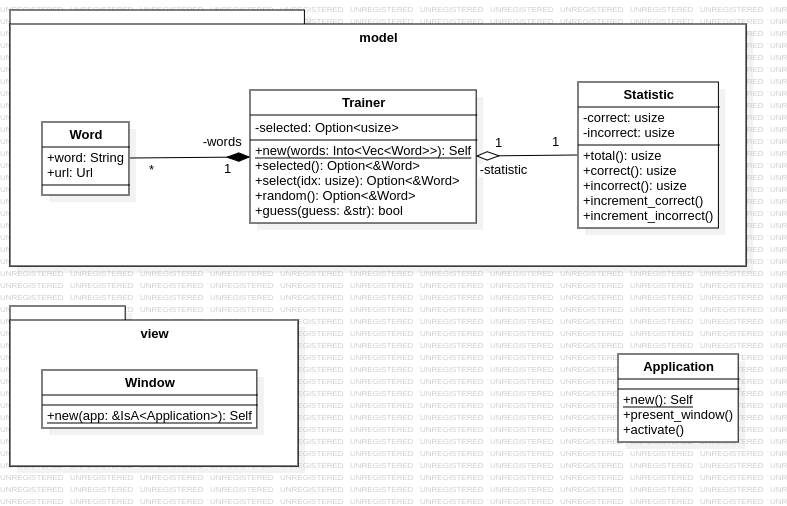 model
Word
+word: String
+url: Url
*
-words
1
Trainer
-selected: Option<usize>
+new(words: Into<Vec<Word>>): Self
+selected(): Option<&Word>
+select(idx: usize): Option<&Word>
+random(): Option<&Word>
+guess(guess: &str): bool
1
-statistic
1
Statistic
-correct: usize
-incorrect: usize
+total(): usize
+correct(): usize
+incorrect(): usize
+increment_correct()
+increment_incorrect()
view
Window
+new(app: &IsA<Application>): Self
Application
+new(): Self
+present_window()
+activate()
UNREGISTERED